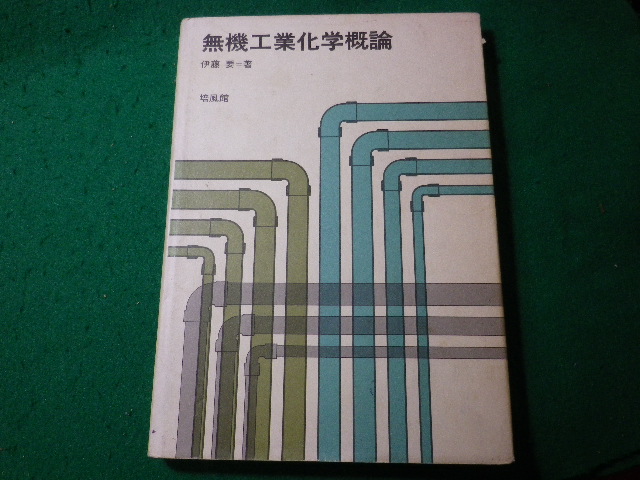 無機工業化学概論
伊藤 要＝著
培風館